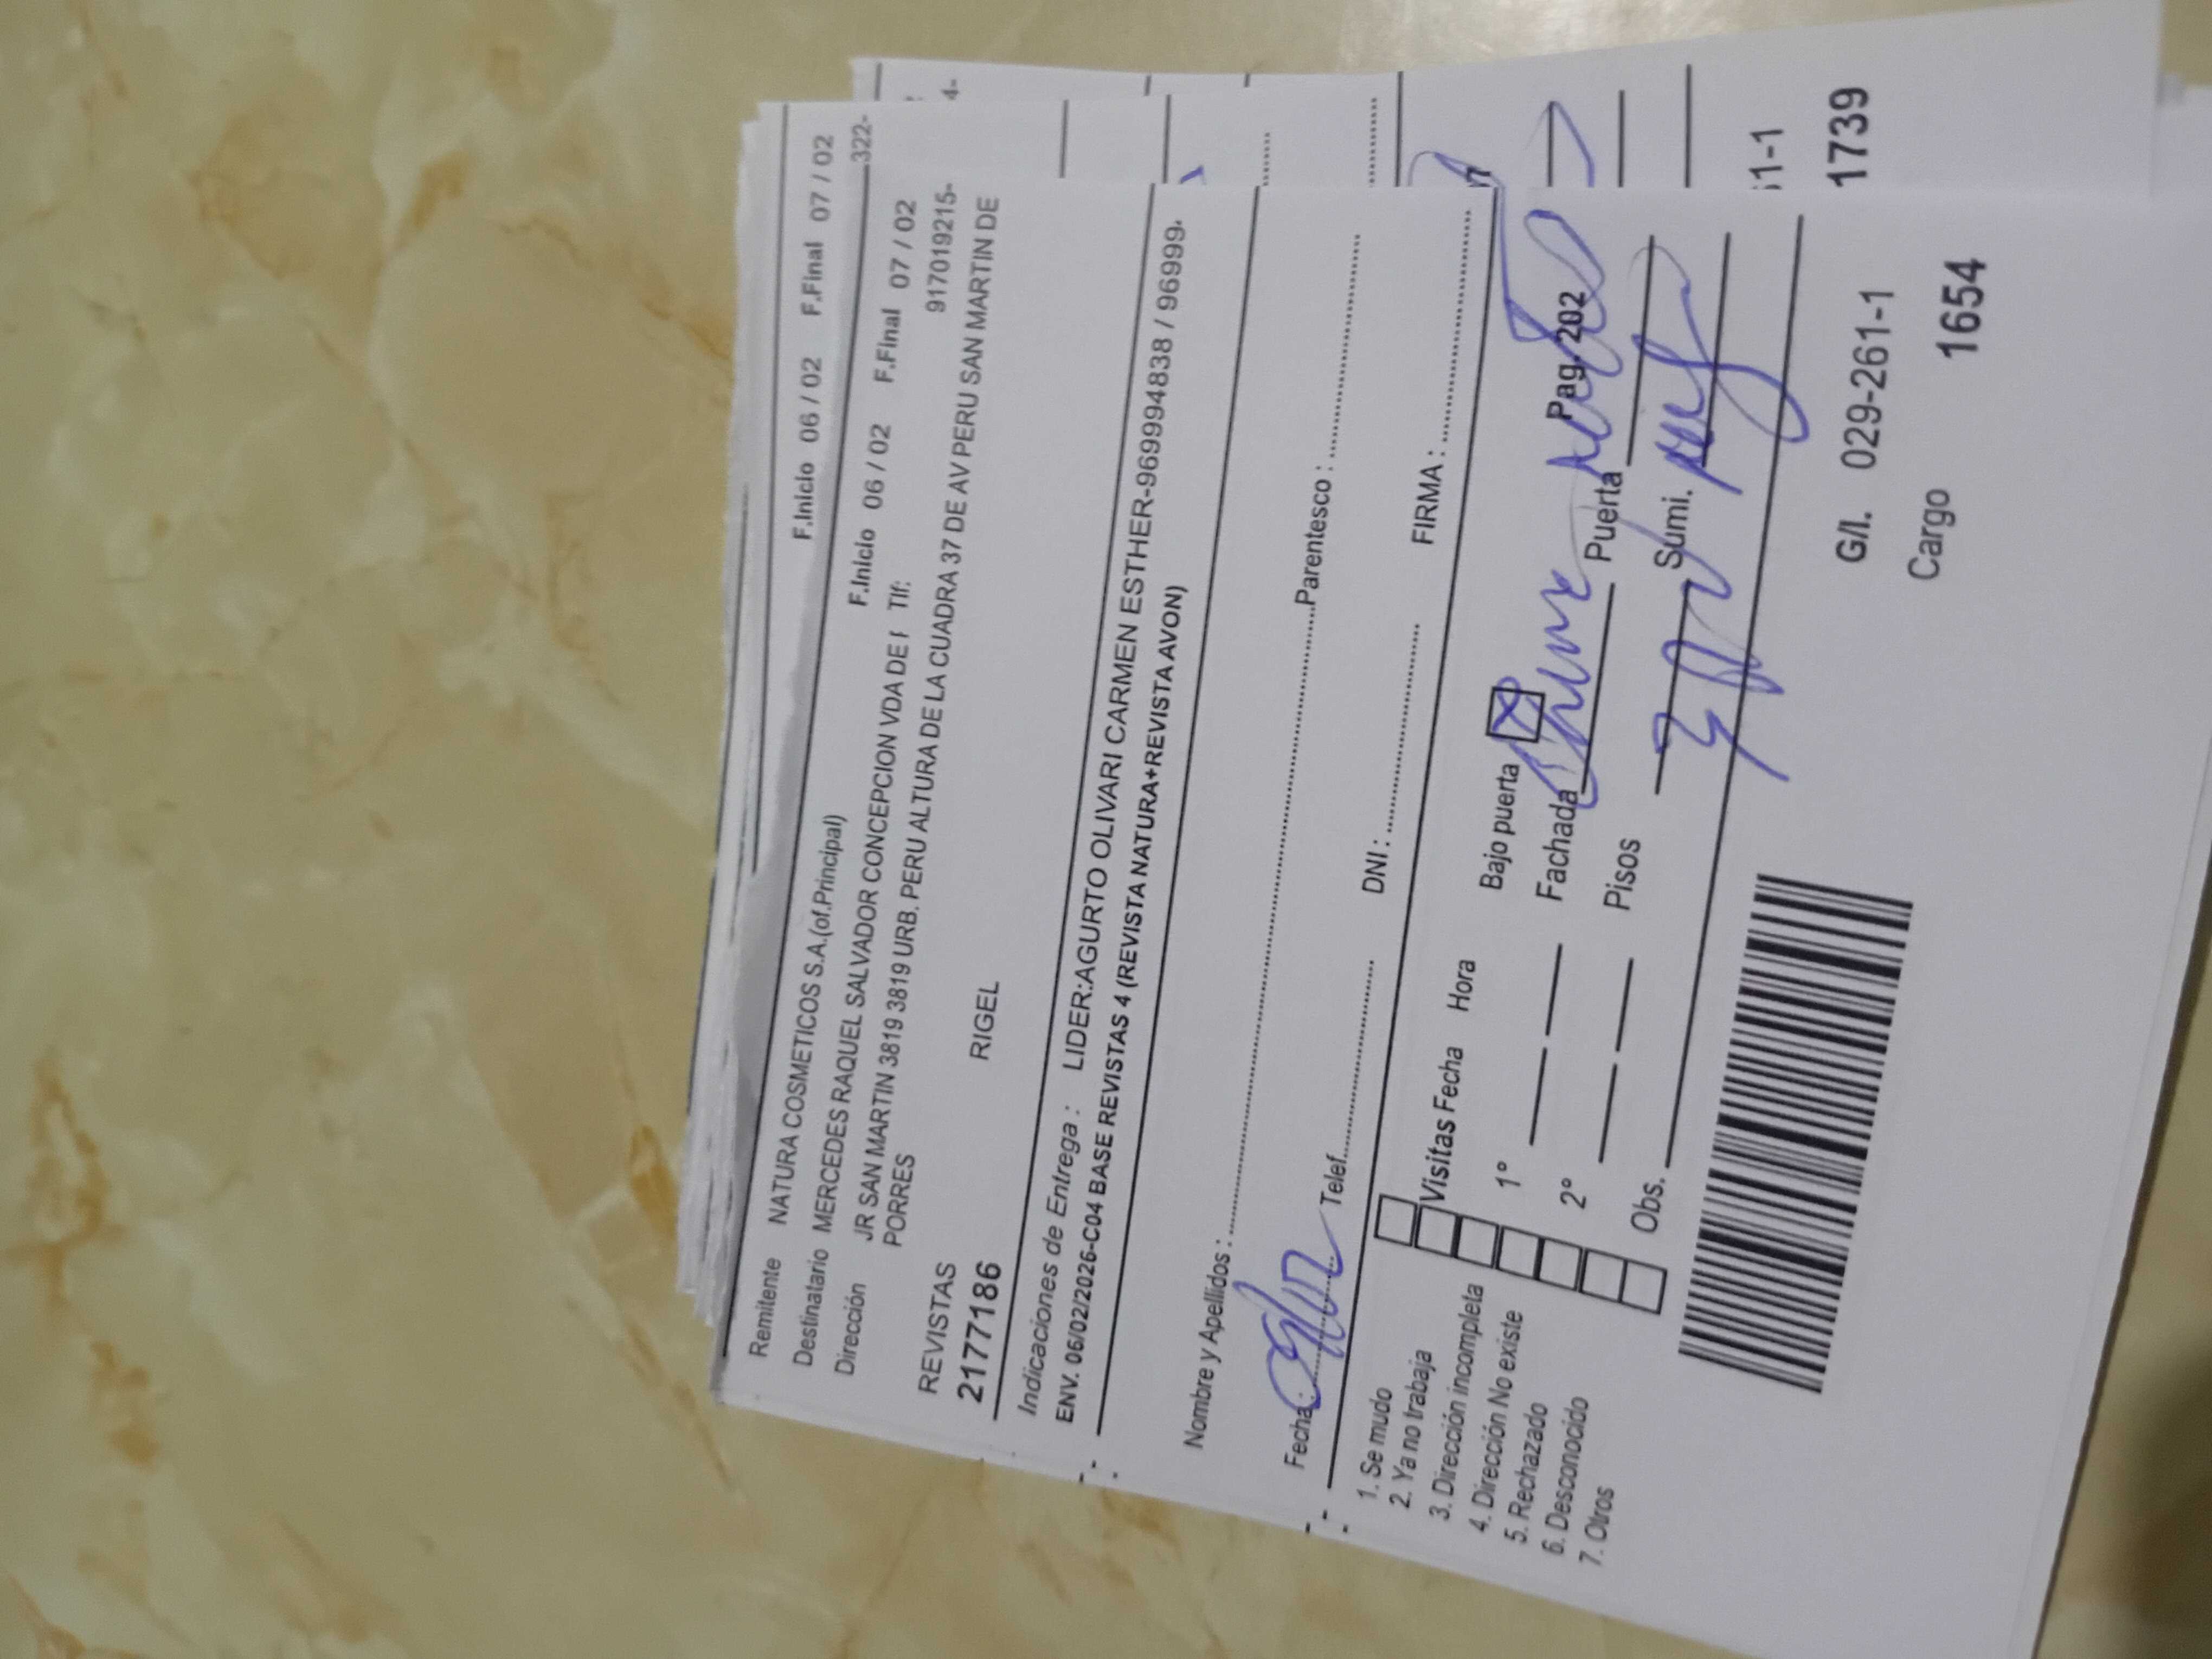 F.Inicio 06 / 02 F.Final 07 / 02
322-
4-
Remitente NATURA COSMETICOS S.A.(of.Principal) F.Inicio 06 / 02 F.Final 07 / 02
Destinatario MERCEDES RAQUEL SALVADOR CONCEPCION VDA DE Tlf: 917019215-
Dirección JR SAN MARTIN 3819 3819 3819 URB. PERU ALTURA DE LA CUADRA 37 DE AV PERU SAN MARTIN DE
PORRES
REVISTAS
2177186 RIGEL
Indicaciones de Entrega : LIDER:AGURTO OLIVARI CARMEN ESTHER-969994838 / 96999-
ENV. 06/02/2026-C04 BASE REVISTAS 4 (REVISTA NATURA+REVISTA AVON)
Nombre y Apellidos : Parentesco :
Fecha : Telef. DNI : FIRMA :
1. Se mudo
2. Ya no trabaja
3. Dirección incompleta
4. Dirección No existe
5. Rechazado
6. Desconocido
7. Otros
Visitas Fecha Hora Bajo puerta X Pag. 202
1º Fachada Puerta
2º Pisos Sumi.
Obs.
G/I. 029-261-1
Cargo 1654
61-1
1739